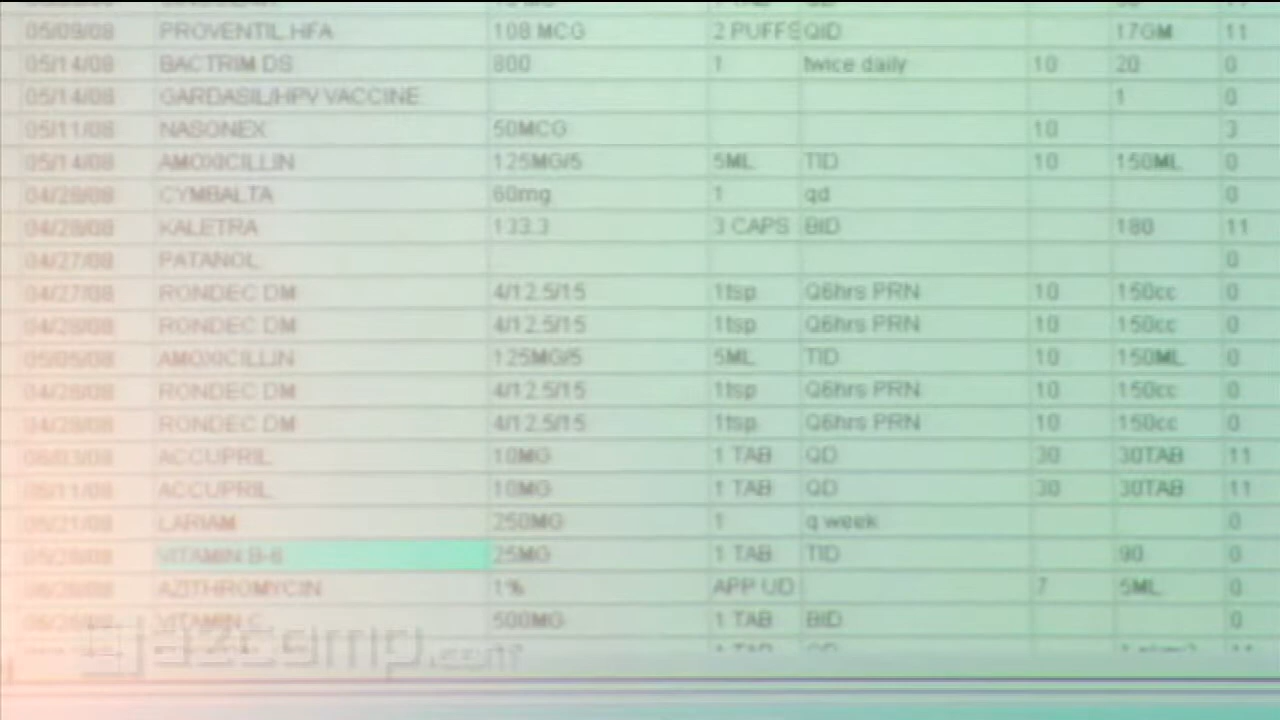 05/09/08 PROVENTIL HFA 108 MCG 2 PUFFS QID 17GM 11
05/14/08 BACTRIM DS 800 1 twice daily 10 20 0
05/14/08 GARDASIL/HPV VACCINE 1 0
05/11/08 NASONEX 50MCG 10 3
05/14/08 AMOXICILLIN 125MG/5 5ML TID 10 150ML 0
04/28/08 CYMBALTA 60mg 1 qd 0
04/28/08 KALETRA 133.3 3 CAPS BID 180 11
04/27/08 PATANOL 0
04/27/08 RONDEC DM 4/12.5/15 1tsp Q6hrs PRN 10 150cc 0
04/28/08 RONDEC DM 4/12.5/15 1tsp Q6hrs PRN 10 150cc 0
AMOXICILLIN 125MG/5 5ML TID 10 150ML 0
04/28/08 RONDEC DM 4/12.5/15 1tsp Q6hrs PRN 10 150cc 0
04/28/08 RONDEC DM 4/12.5/15 1tsp Q6hrs PRN 10 150cc 0
ACCUPRIL 10MG 1 TAB QD 30 30TAB 11
ACCUPRIL 10MG 1 TAB QD 30 30TAB 11
LARIAM 250MG 1 q week 0
VITAMIN B-6 25MG 1 TAB TID 90 0
AZITHROMYCIN 1% APP UD 7 5ML 0
VITAMIN C 500MG 1 TAB BID 0
1 TAB QD